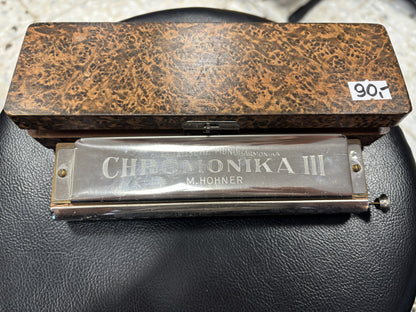 90,-
CHROMONIKA III
M. HOHNER